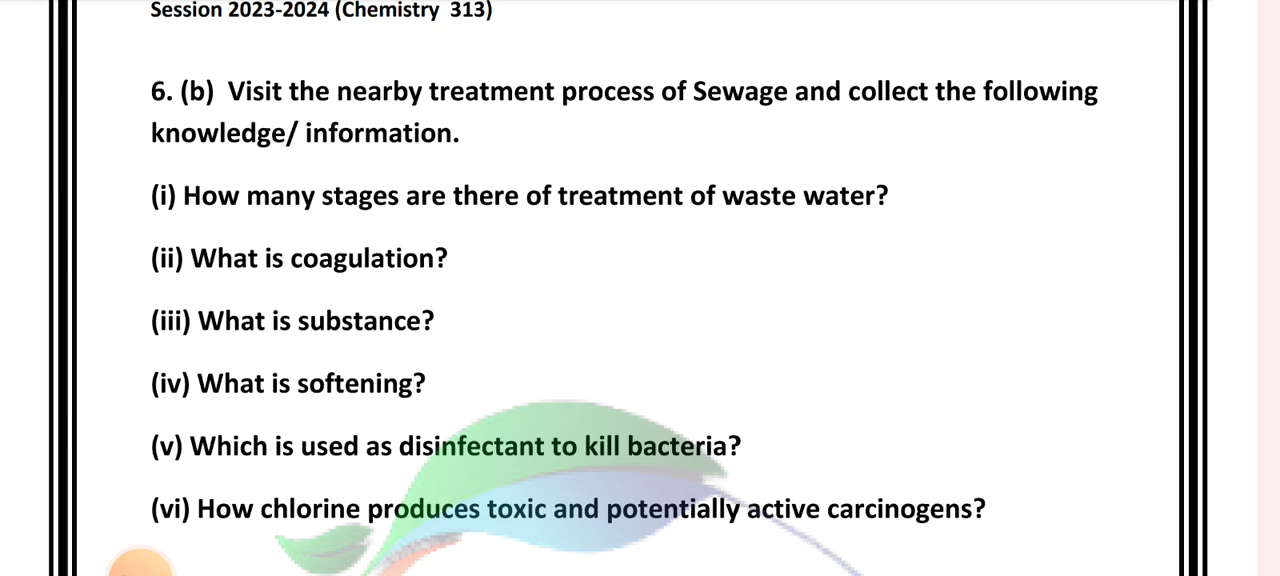 Session 2023-2024 (Chemistry 313)
6. (b) Visit the nearby treatment process of Sewage and collect the following
knowledge/ information.
(i) How many stages are there of treatment of waste water?
(ii) What is coagulation?
(iii) What is substance?
(iv) What is softening?
(v) Which is used as disinfectant to kill bacteria?
(vi) How chlorine produces toxic and potentially active carcinogens?